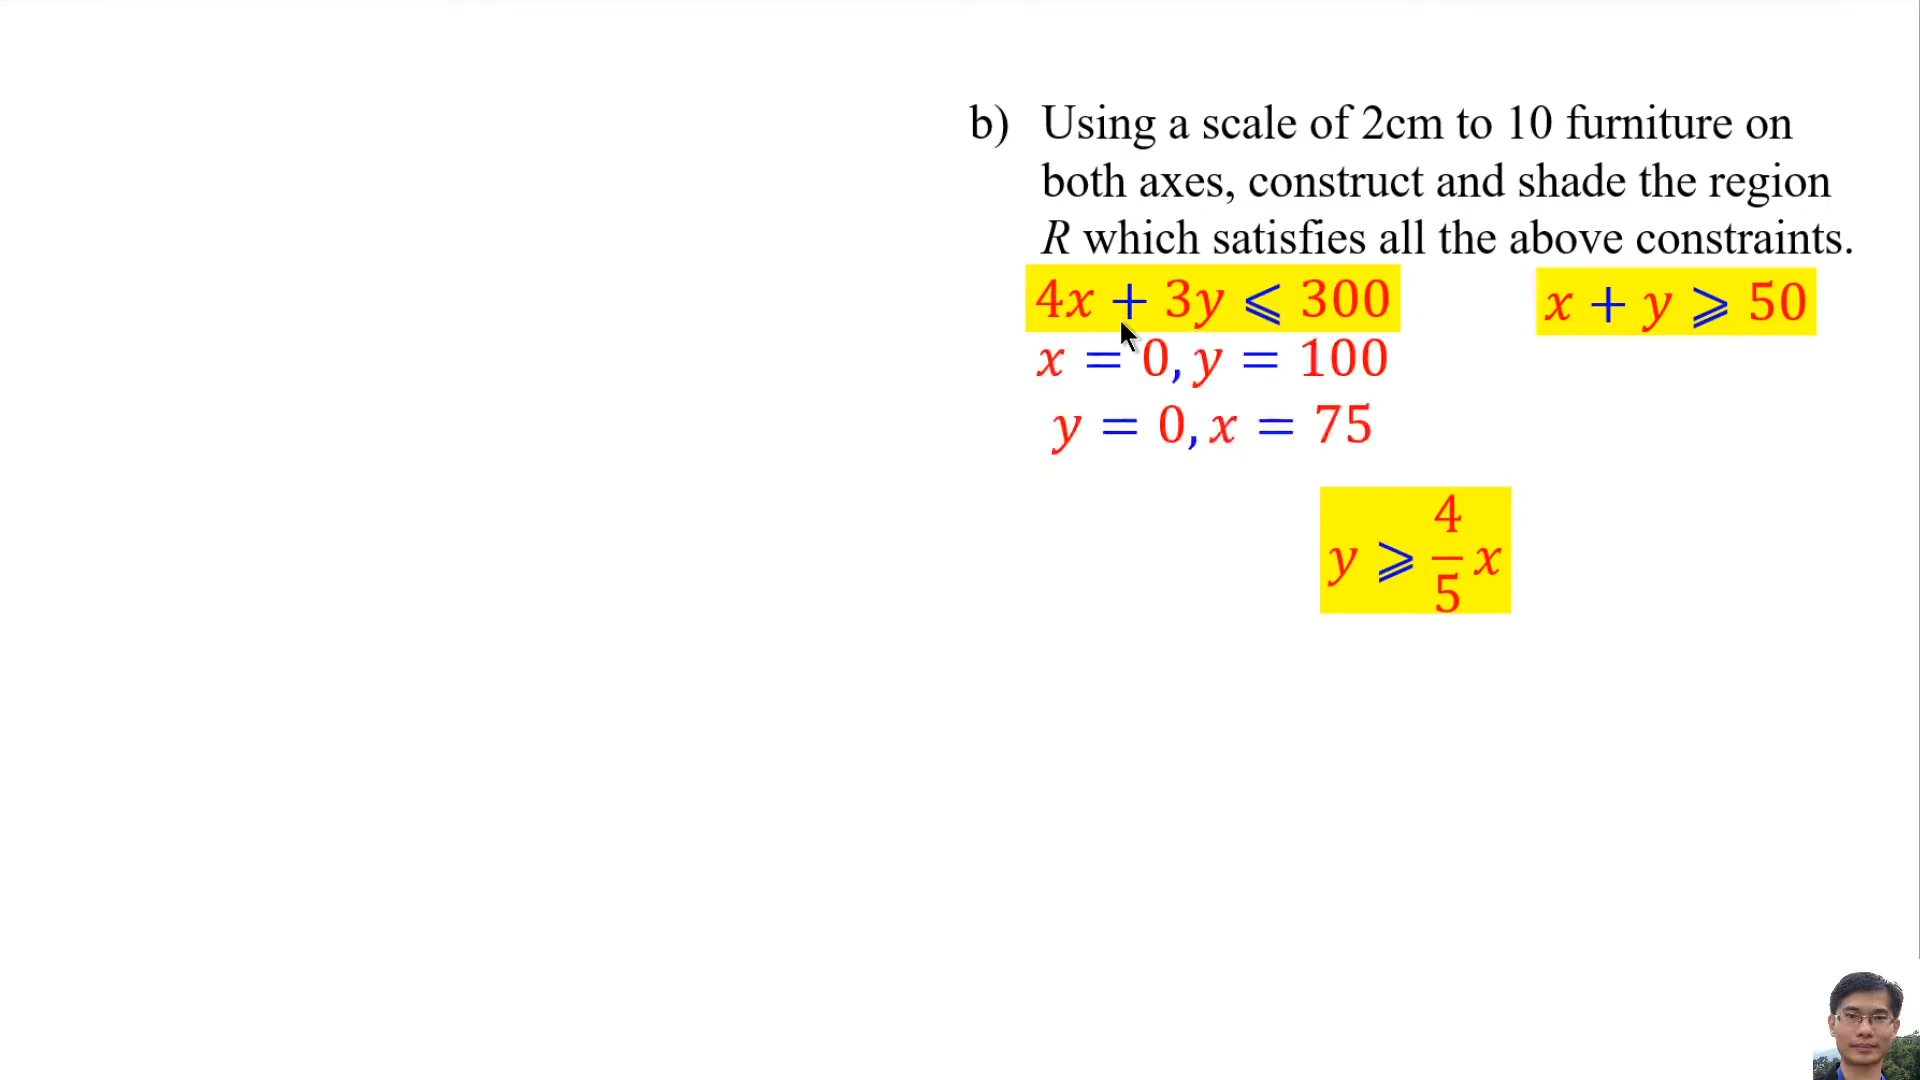 b) Using a scale of 2cm to 10 furniture on
both axes, construct and shade the region
R which satisfies all the above constraints.
4x + 3y ⩽ 300
x + y ⩾ 50
x = 0, y = 100
y = 0, x = 75
y ⩾ 4/5 x